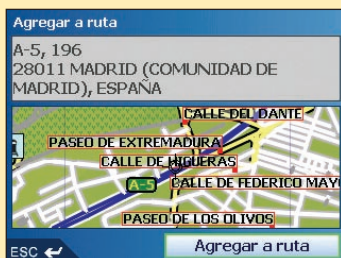 Agregar a ruta
A-5, 196
28011 MADRID (COMUNIDAD DE
MADRID), ESPAÑA
CALLE DEL DANTE
PASEO DE EXTREMADURA
CALLE DE HIGUERAS
A-5
CALLE DE FEDERICO MAYO
PASEO DE LOS OLIVOS
ESC
Agregar a ruta